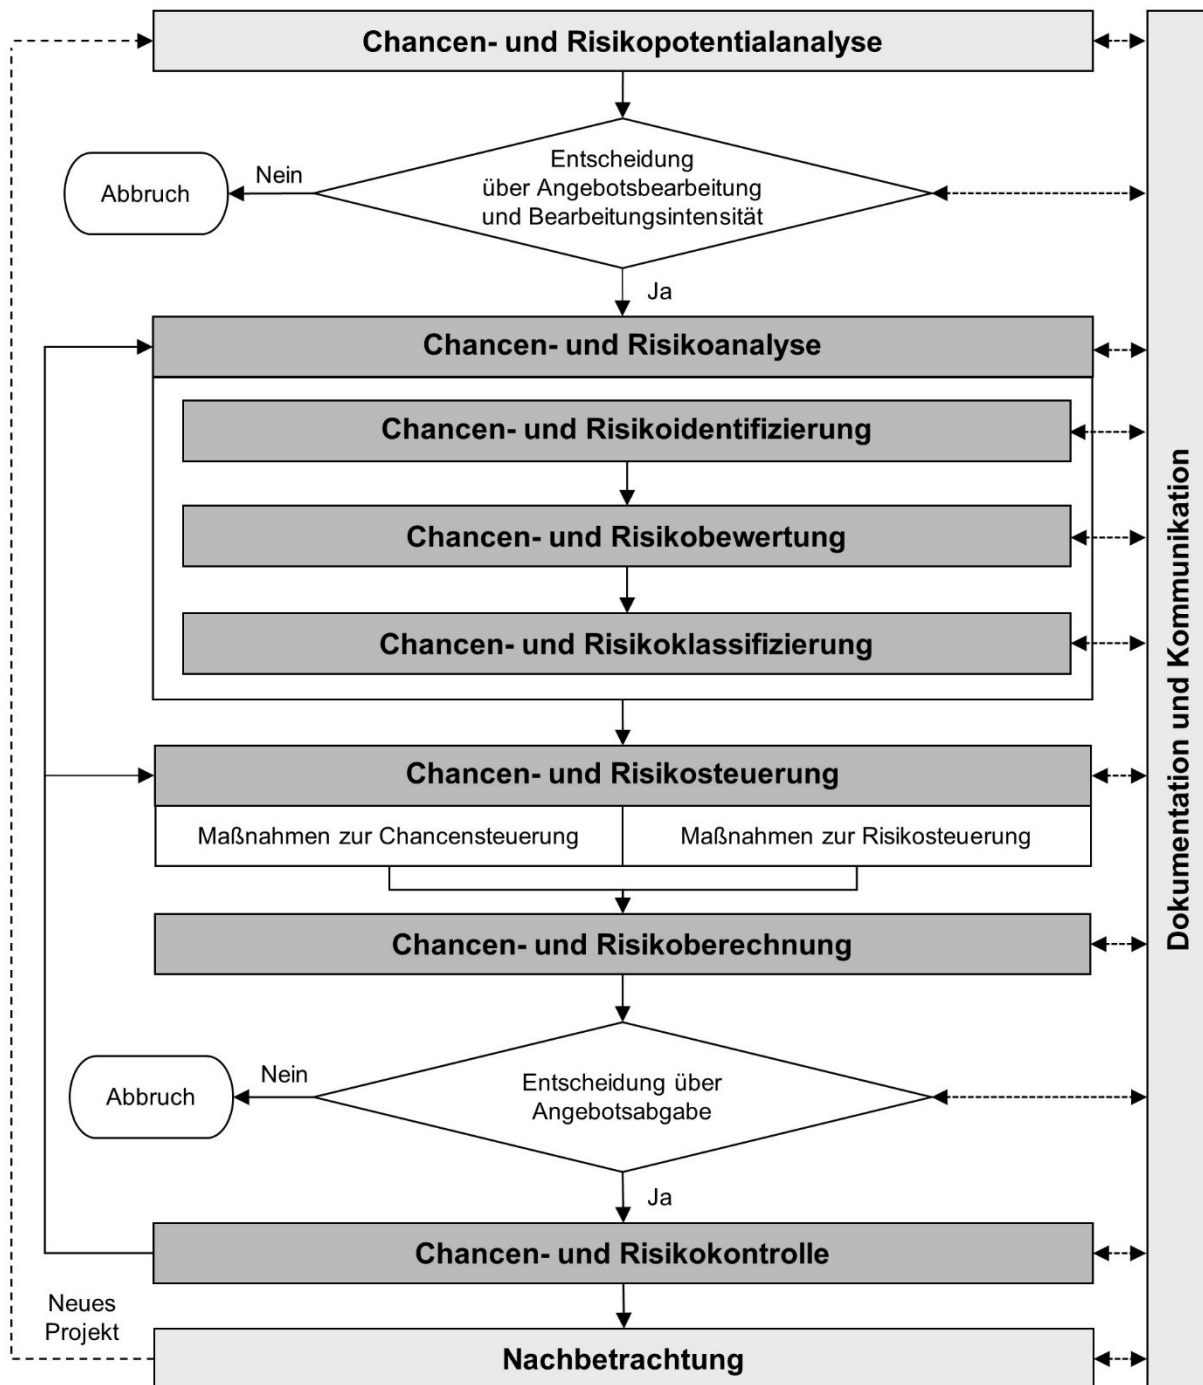 Chancen- und Risikopotentialanalyse
Entscheidung
über Angebotsbearbeitung
und Bearbeitungsintensität
Nein
Abbruch
Ja
Chancen- und Risikoanalyse
Chancen- und Risikoidentifizierung
Chancen- und Risikobewertung
Chancen- und Risikoklassifizierung
Chancen- und Risikosteuerung
Maßnahmen zur Chancensteuerung
Maßnahmen zur Risikosteuerung
Chancen- und Risikoberechnung
Entscheidung über
Angebotsabgabe
Nein
Abbruch
Ja
Chancen- und Risikokontrolle
Neues
Projekt
Nachbetrachtung
Dokumentation und Kommunikation